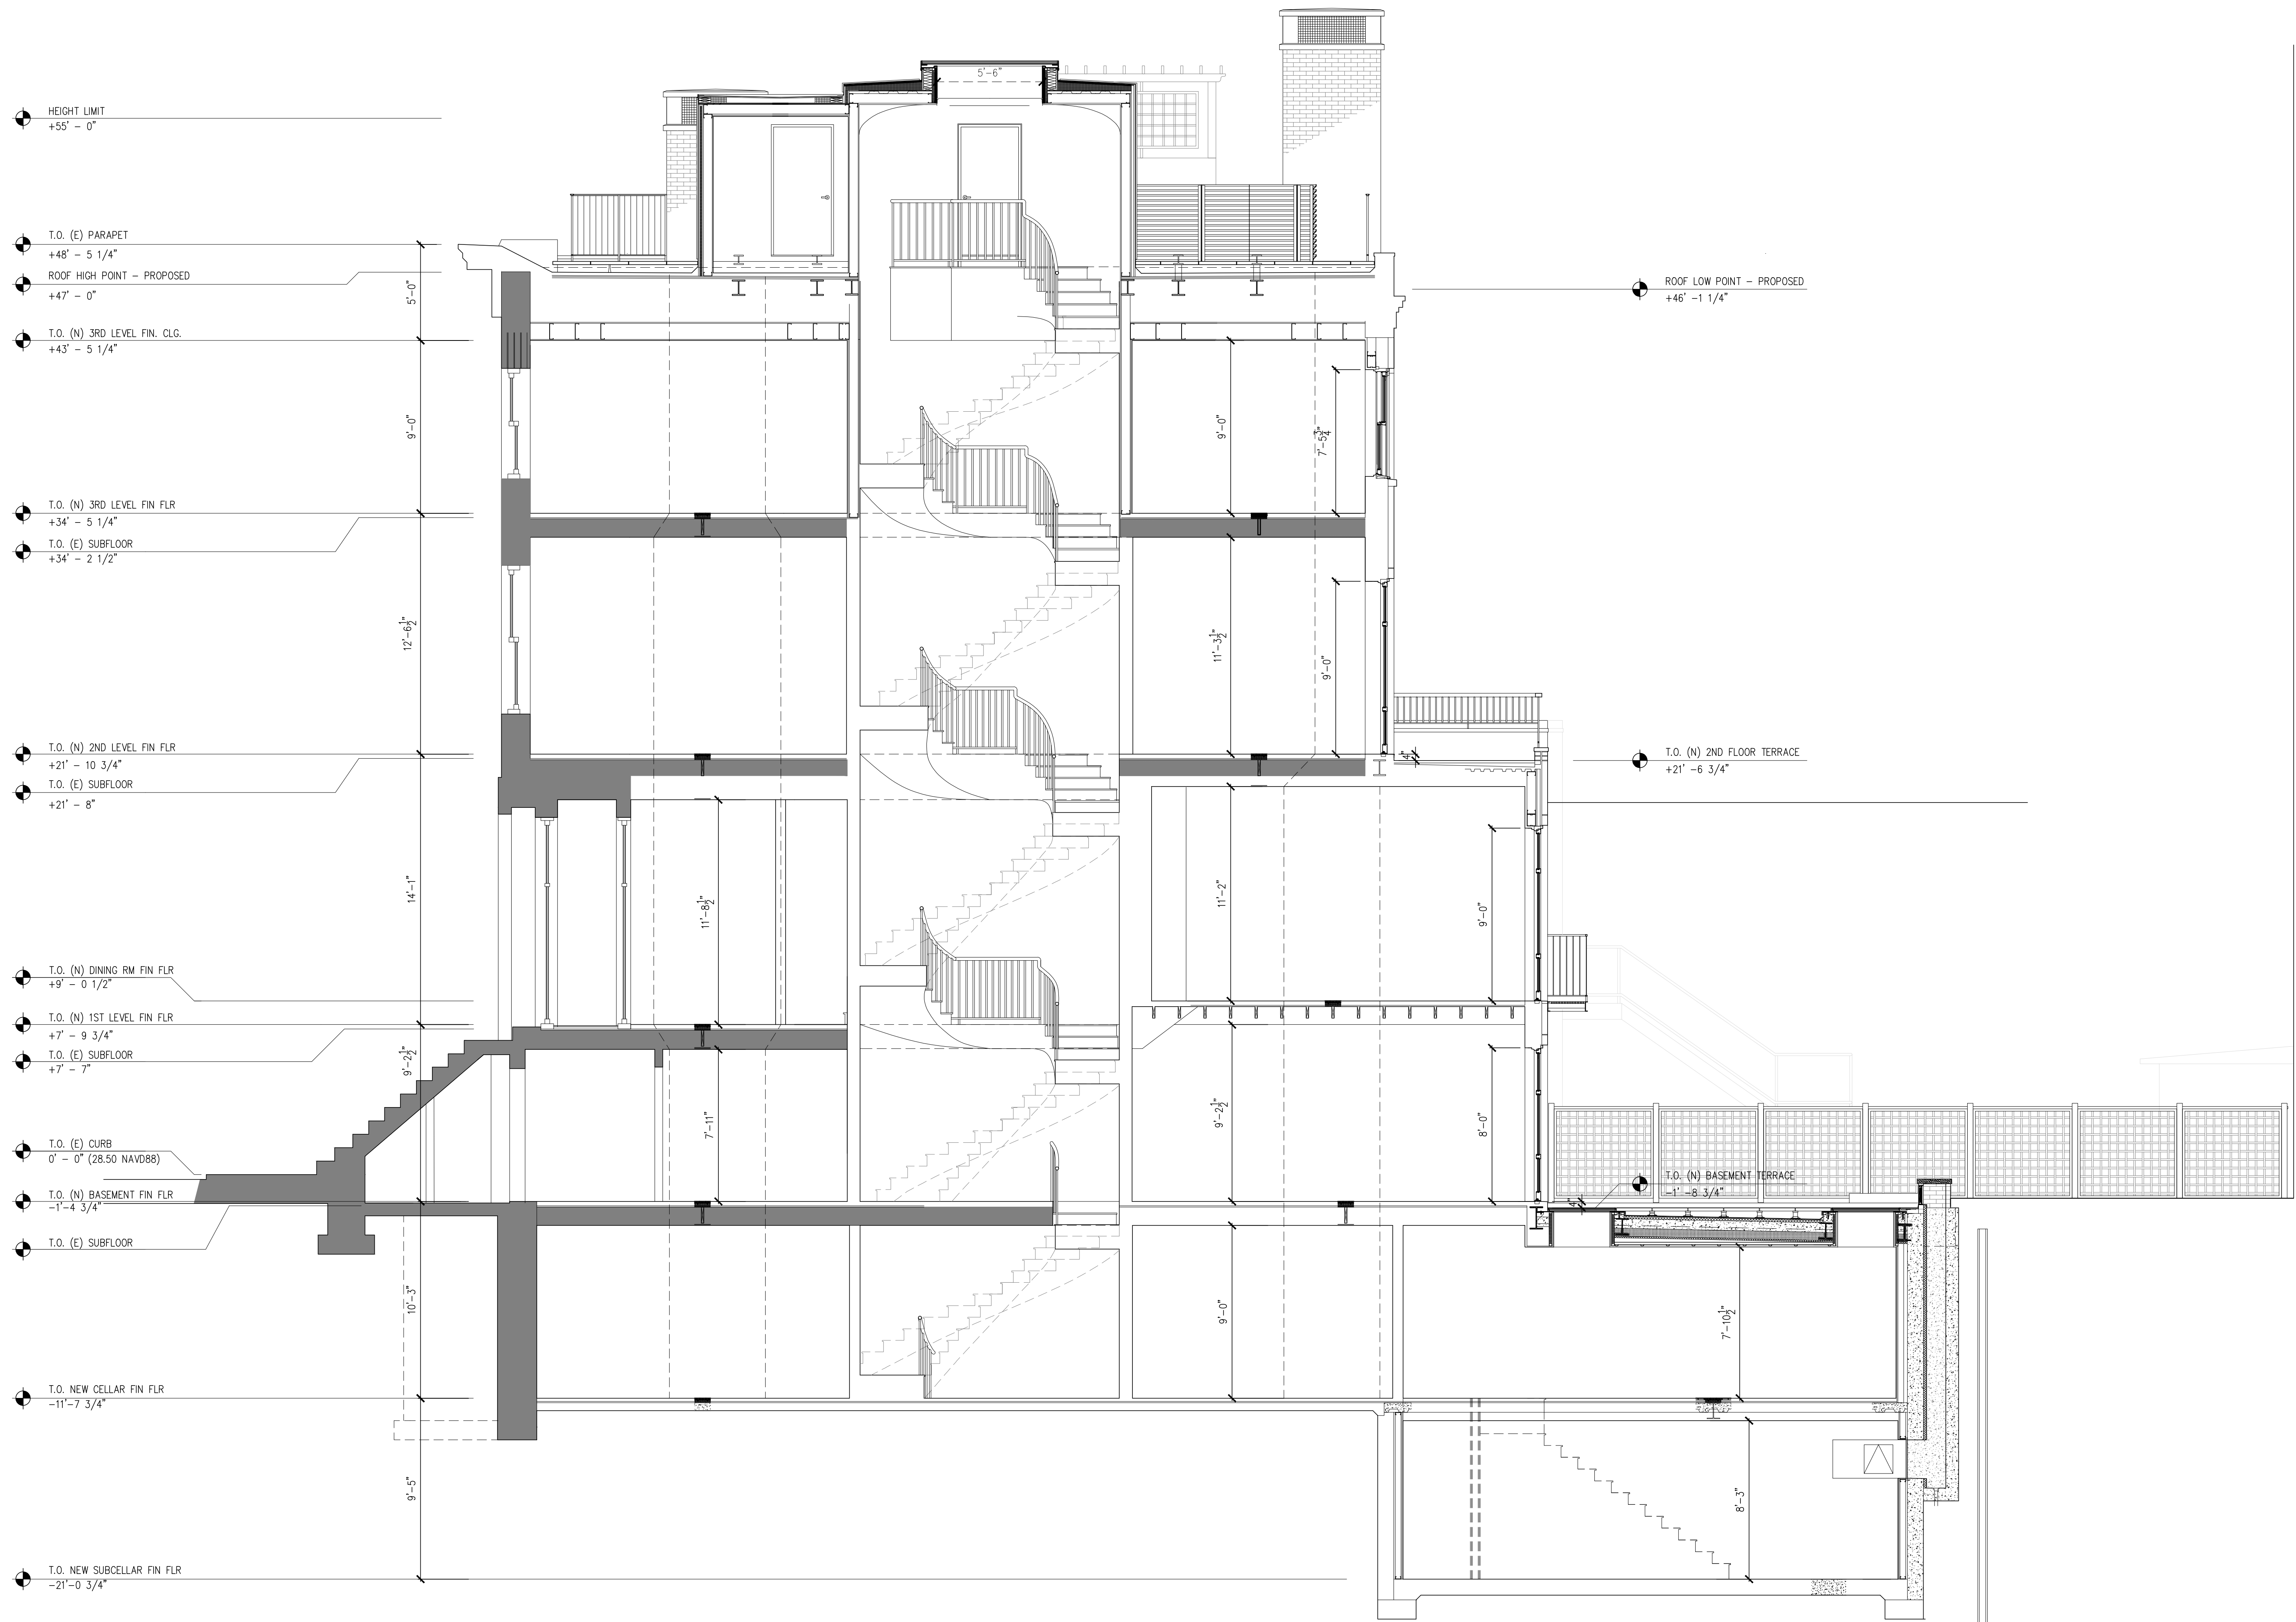 5'-6"
HEIGHT LIMIT
+55' - 0"
T.O. (E) PARAPET
+48' - 5 1/4"
ROOF HIGH POINT - PROPOSED
+47' - 0"
5'-0"
ROOF LOW POINT - PROPOSED
+46' -1 1/4"
T.O. (N) 3RD LEVEL FIN. CLG.
+43' - 5 1/4"
9'-0"
9'-0"
7'-5 3/4"
T.O. (N) 3RD LEVEL FIN FLR
+34' - 5 1/4"
T.O. (E) SUBFLOOR
+34' - 2 1/2"
12'-6 1/2"
11'-3 1/2"
9'-0"
T.O. (N) 2ND LEVEL FIN FLR
+21' - 10 3/4"
4"
T.O. (N) 2ND FLOOR TERRACE
+21' -6 3/4"
T.O. (E) SUBFLOOR
+21' - 8"
14'-1"
11'-8 1/2"
11'-2"
9'-0"
T.O. (N) DINING RM FIN FLR
+9' - 0 1/2"
T.O. (N) 1ST LEVEL FIN FLR
+7' - 9 3/4"
T.O. (E) SUBFLOOR
+7' - 7"
9'-2 1/2"
7'-11"
9'-2 1/2"
8'-0"
T.O. (E) CURB
0' - 0" (28.50 NAVD88)
T.O. (N) BASEMENT TERRACE
-1' -8 3/4"
T.O. (N) BASEMENT FIN FLR
-1'-4 3/4"
4"
T.O. (E) SUBFLOOR
10'-3"
9'-0"
7'-10 1/2"
T.O. NEW CELLAR FIN FLR
-11'-7 3/4"
9'-5"
8'-3"
T.O. NEW SUBCELLAR FIN FLR
-21'-0 3/4"